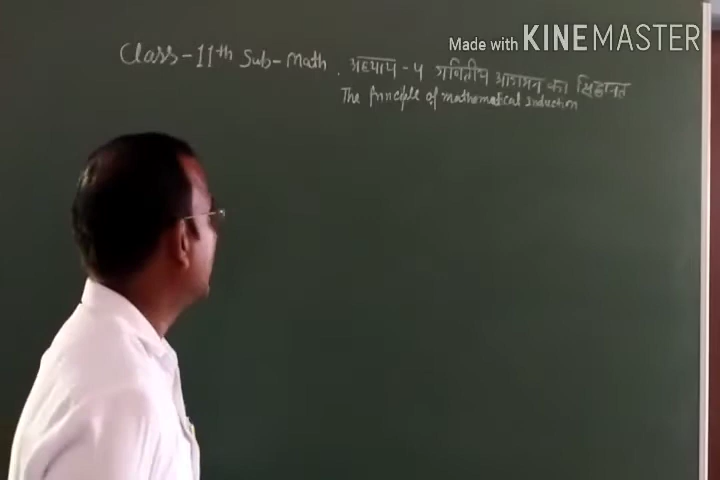 Made with KINEMASTER
Class-11th Sub-Math. अध्याय-4 गणितीय आगमन का सिद्धान्त
The Principle of mathematical induction